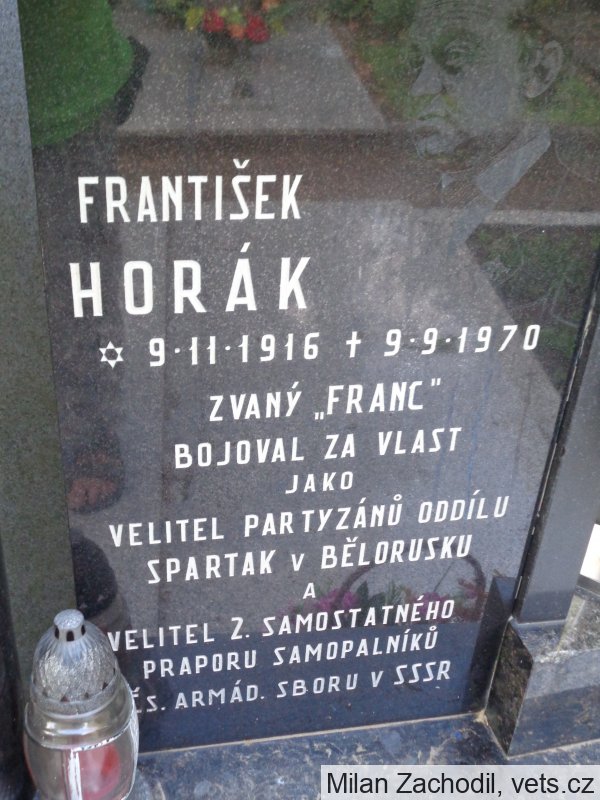 FRANTIŠEK
HORÁK
✡ 9·11·1916 ✝ 9·9·1970
ZVANÝ „FRANC"
BOJOVAL ZA VLAST
JAKO
VELITEL PARTYZÁNŮ ODDÍLU
SPARTAK V BĚLORUSKU
A
VELITEL 2. SAMOSTATNÉHO
PRAPORU SAMOPALNÍKŮ
ČS. ARMÁD. SBORU V SSSR
Milan Zachodil, vets.cz